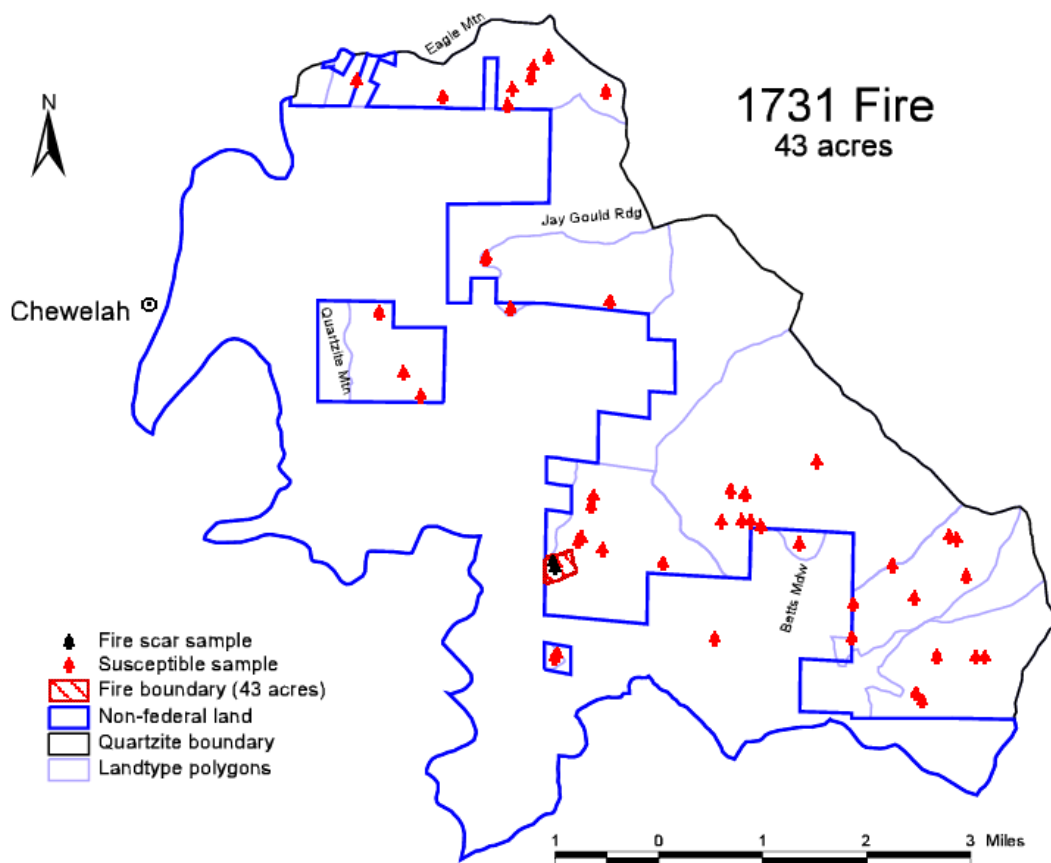 Eagle Mtn
N
1731 Fire
43 acres
Jay Gould Rdg
Chewelah
Quartzite Mtn
Betts Mdw
Fire scar sample
Susceptible sample
Fire boundary (43 acres)
Non-federal land
Quartzite boundary
Landtype polygons
1 0 1 2 3 Miles